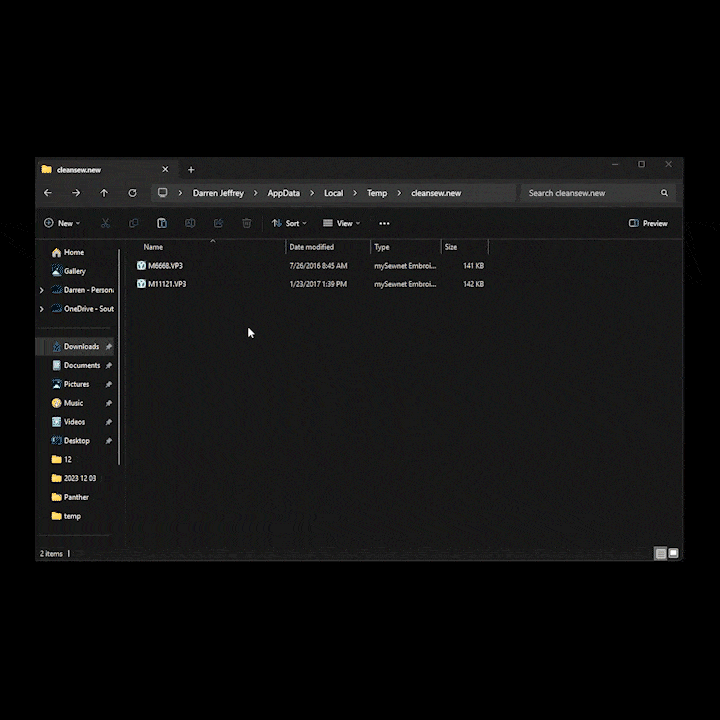 cleansew.new
Darren Jeffrey > AppData > Local > Temp > cleansew.new
Search cleansew.new
New
Sort
View
Preview
Name
Date modified
Type
Size
Home
Gallery
Darren - Persona
OneDrive - Sout
Downloads
Documents
Pictures
Music
Videos
Desktop
12
2023 12 03
Panther
temp
M6668.VP3 7/26/2016 8:45 AM mySewnet Embroi... 141 KB
M11121.VP3 1/23/2017 1:39 PM mySewnet Embroi... 142 KB
2 items